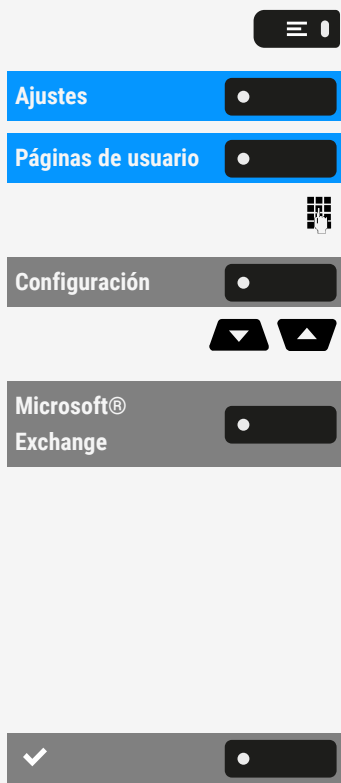 Ajustes
Páginas de usuario
Configuración
Microsoft®
Exchange